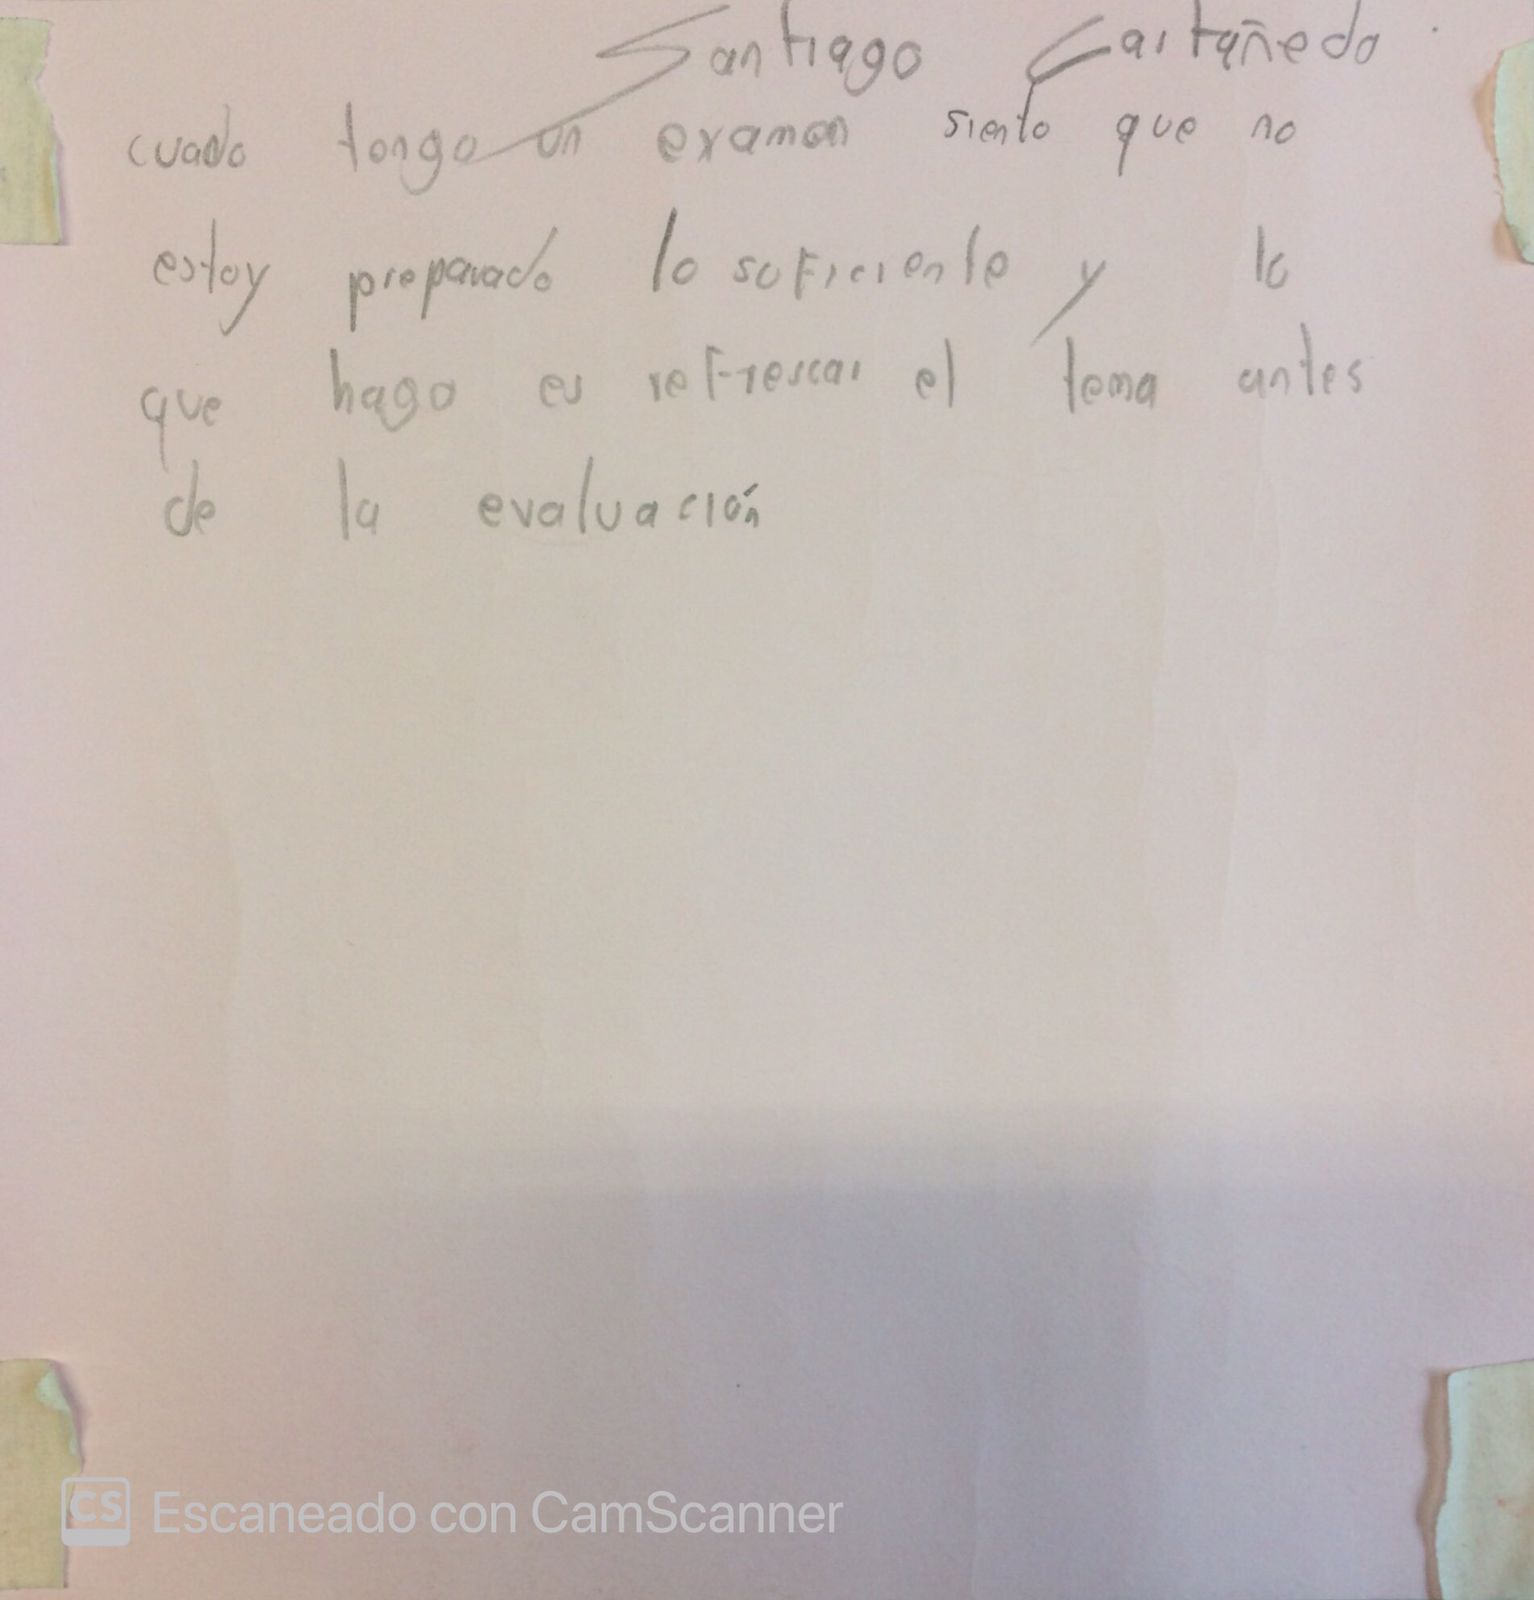 Santiago Castañedo
cuado tengo un examen siento que no
estoy preparado lo suficiente y lo
que hago es refrescar el tema antes
de la evaluación
CS Escaneado con CamScanner